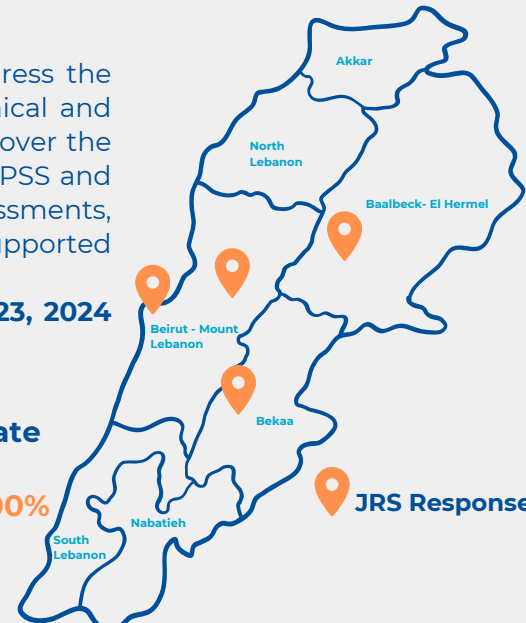 ress the
ical and
over the
PSS and
ssments,
upported
23, 2024
ate
00%
Akkar
North
Lebanon
Baalbeck- El Hermel
Beirut - Mount
Lebanon
Bekaa
JRS Response
Nabatieh
South
Lebanon